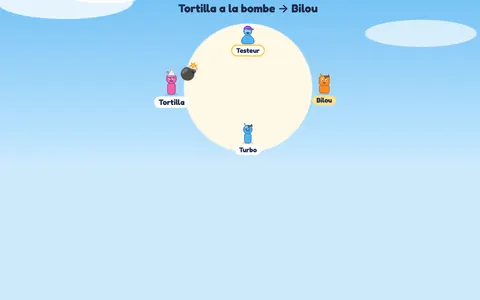 Tortilla a la bombe → Bilou
Testeur
Tortilla
Bilou
Turbo